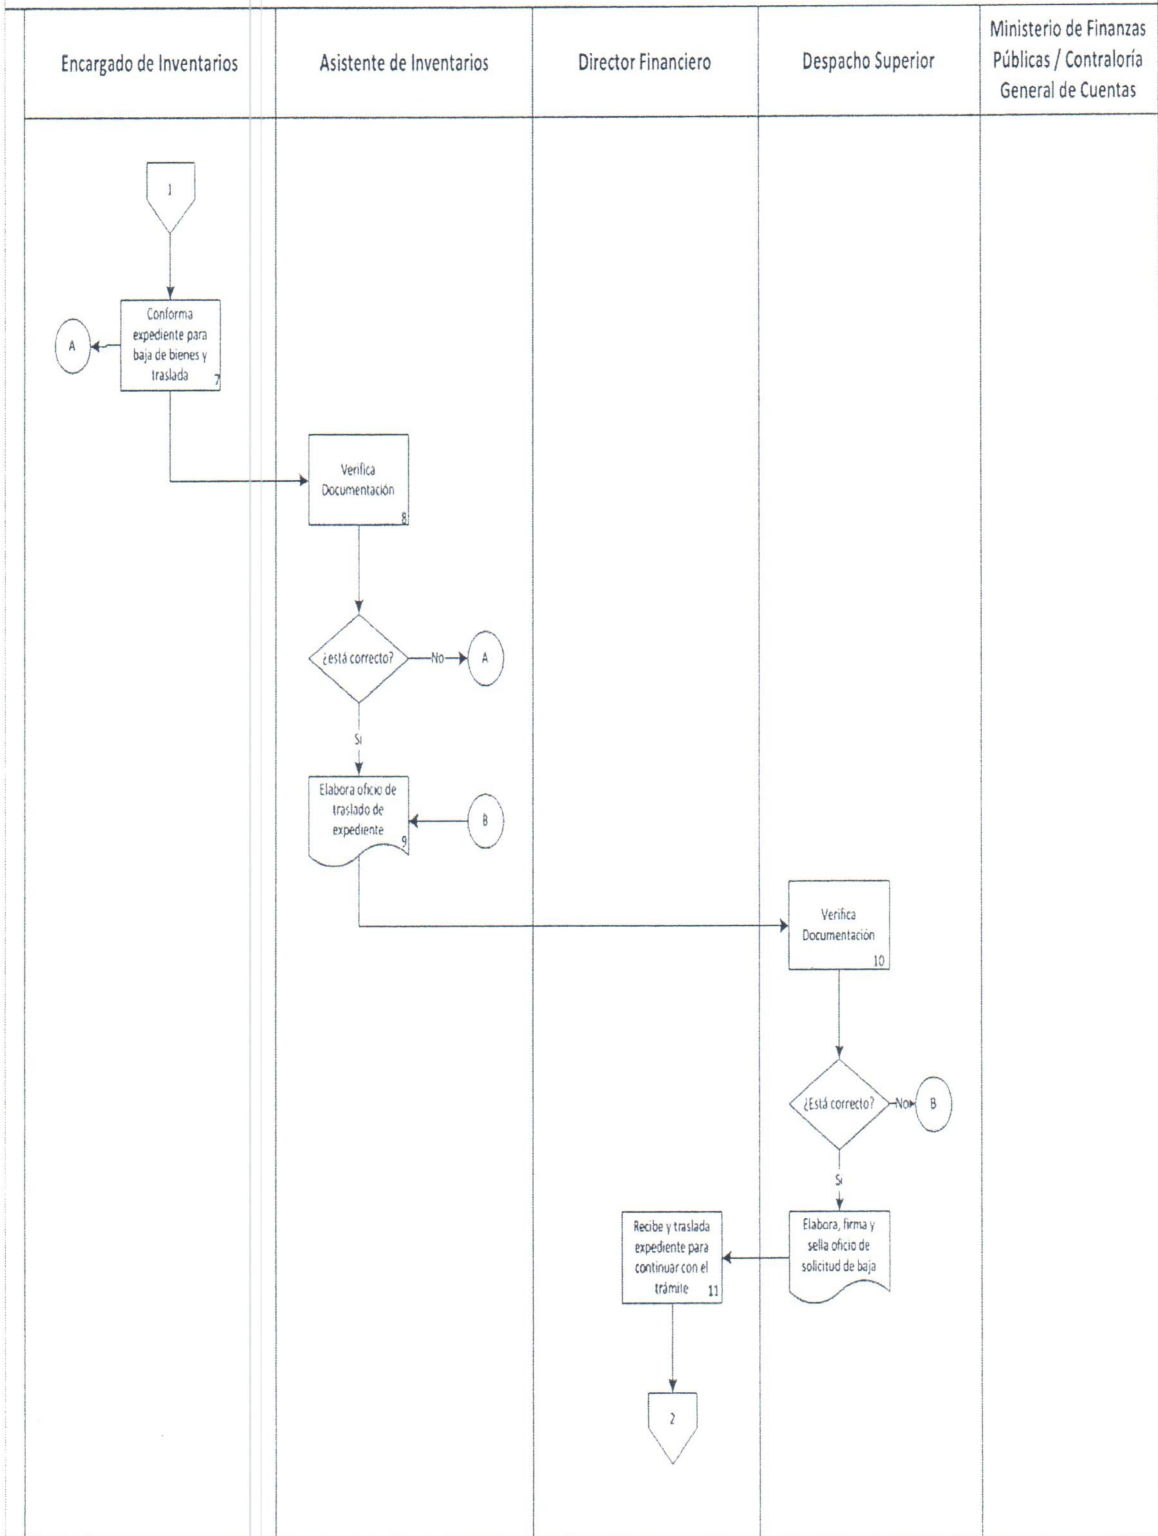 Encargado de Inventarios
Asistente de Inventarios
Director Financiero
Despacho Superior
Ministerio de Finanzas
Públicas / Contraloría
General de Cuentas
1
Conforma
expediente para
baja de bienes y
traslada
7
A
Verifica
Documentación
8
¿está correcto?
No
A
Si
Elabora oficio de
traslado de
expediente
9
B
Verifica
Documentación
10
¿Está correcto?
No
B
Si
Elabora, firma y
sella oficio de
solicitud de baja
Recibe y traslada
expediente para
continuar con el
trámite
11
2